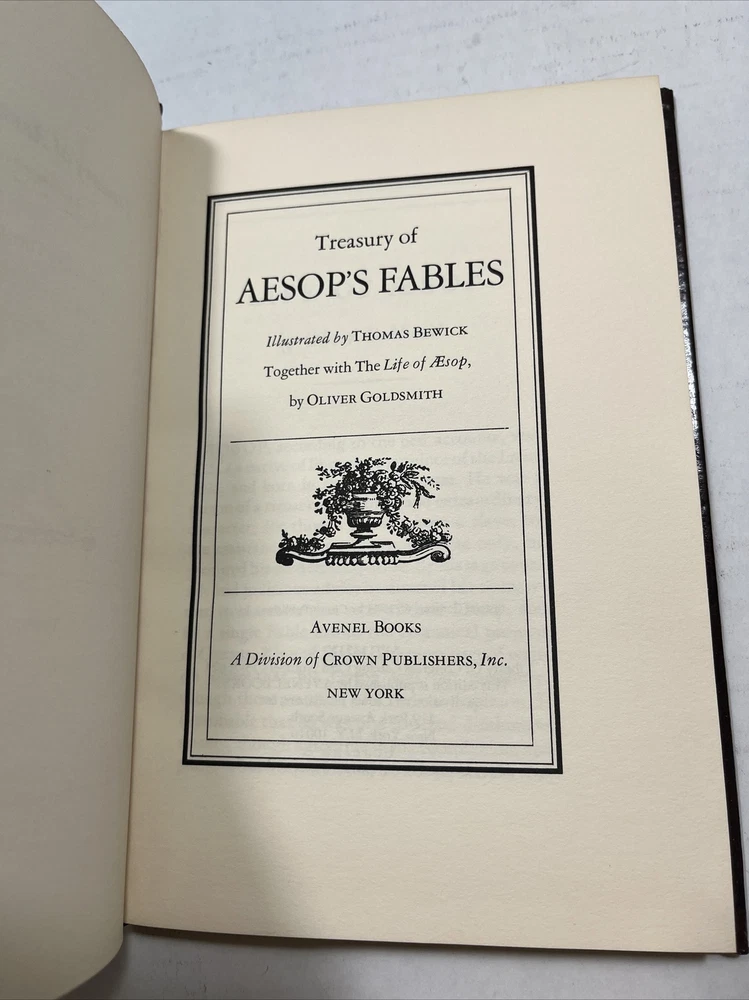 Treasury of
AESOP'S FABLES
Illustrated by THOMAS BEWICK
Together with The Life of Æsop,
by OLIVER GOLDSMITH
AVENEL BOOKS
A Division of CROWN PUBLISHERS, Inc.
NEW YORK